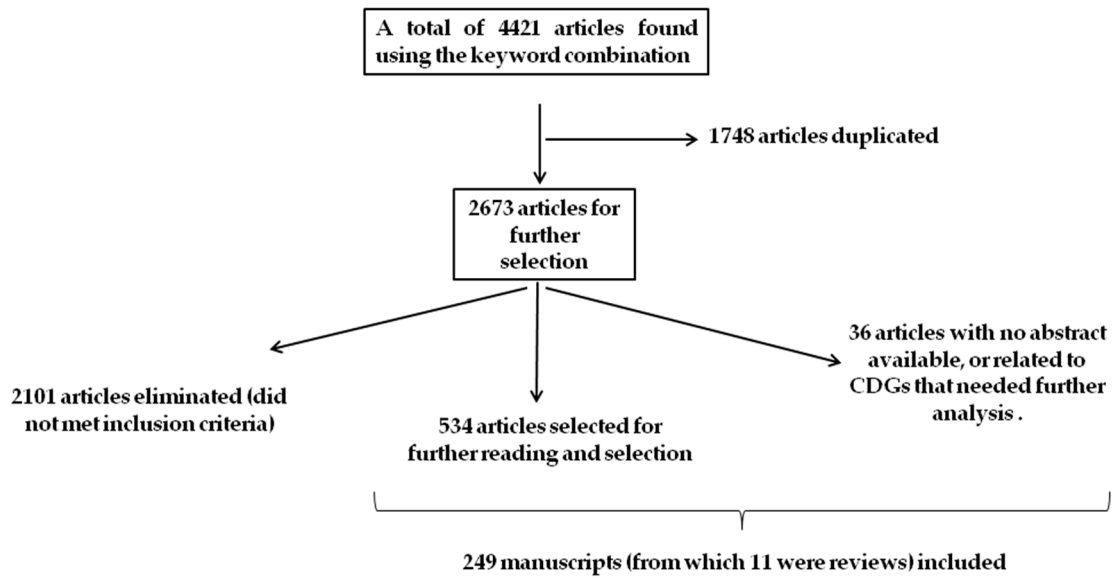 A total of 4421 articles found
using the keyword combination
1748 articles duplicated
2673 articles for
further
selection
2101 articles eliminated (did
not met inclusion criteria)
534 articles selected for
further reading and selection
36 articles with no abstract
available, or related to
CDGs that needed further
analysis .
249 manuscripts (from which 11 were reviews) included